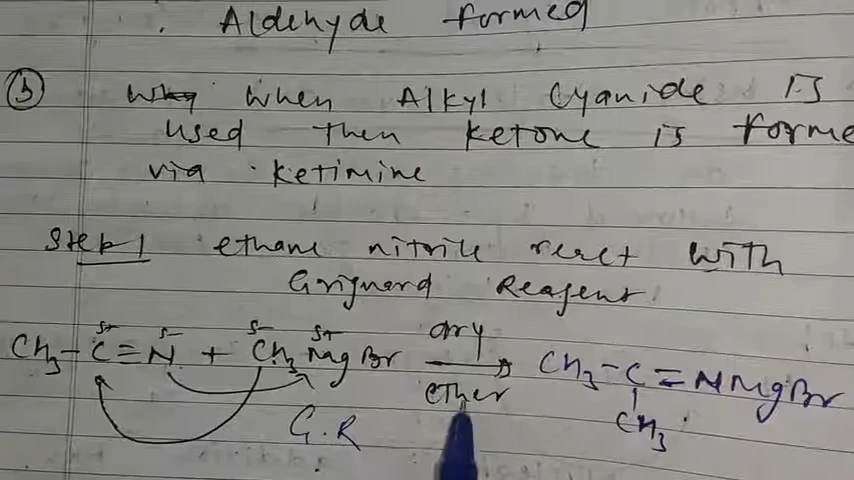 . Aldehyde formed
③ when Alkyl Cyanide is
used then ketone is forme
via ketimine
Step 1 ethane nitrile react with
Grignard Reagent.
CH₃-C≡N + CH₃MgBr dry ether → CH₃-C=NMgBr
δ+ δ- δ- δ+
CH₃
G.R